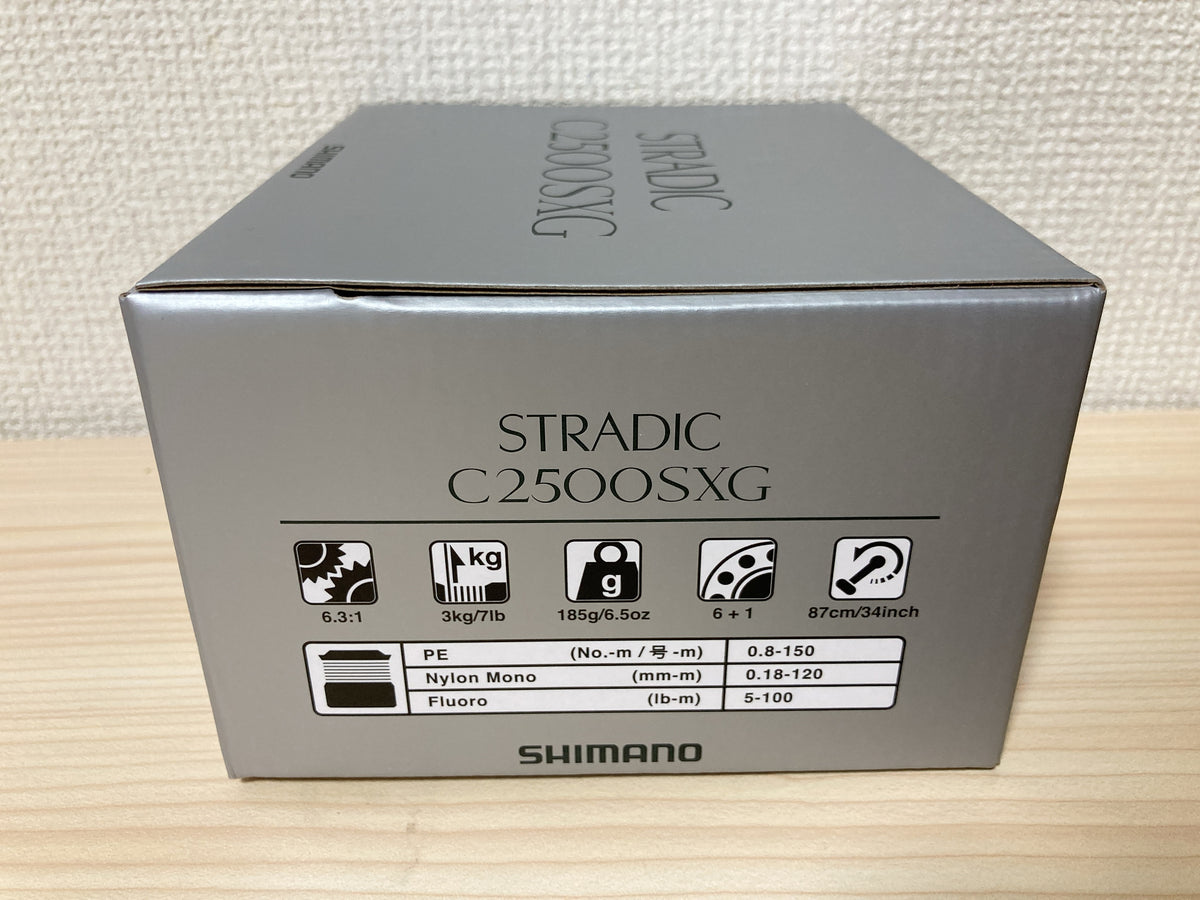 STRADIC
C2500SXG
SHIMANO
STRADIC
C2500SXG
kg
g
6.3:1
3kg/7lb
185g/6.5oz
6 + 1
87cm/34inch
PE (No.-m / 号 -m) 0.8-150
Nylon Mono (mm-m) 0.18-120
Fluoro (lb-m) 5-100
SHIMANO